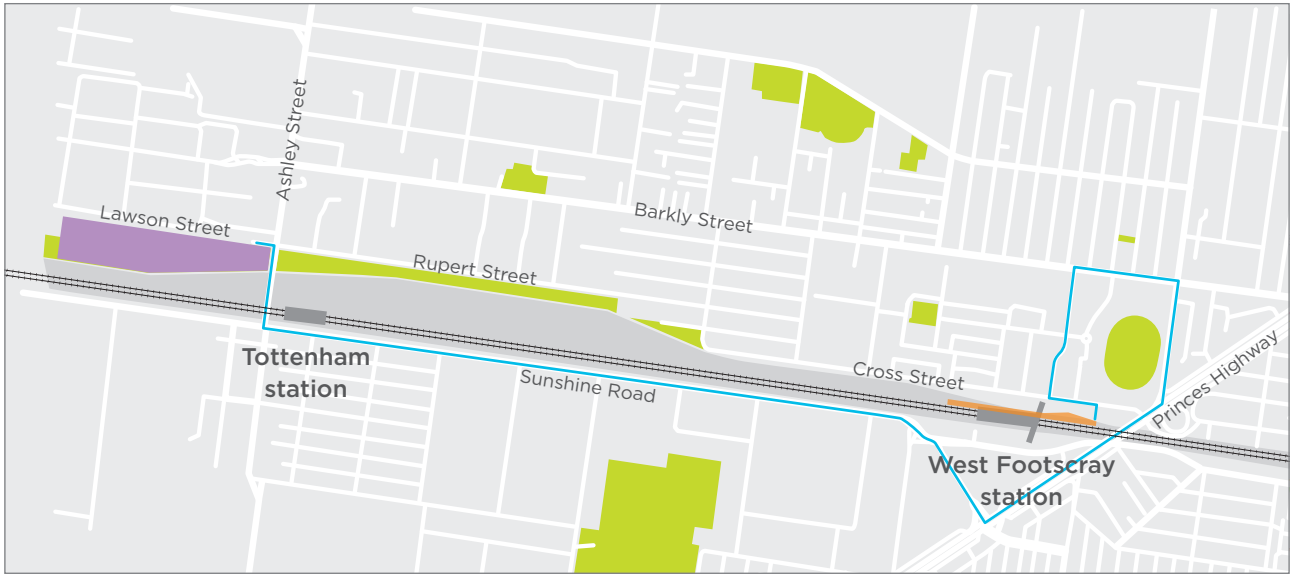 Ashley Street
Lawson Street
Barkly Street
Rupert Street
Princes Highway
Tottenham
station
Cross Street
Sunshine Road
West Footscray
station